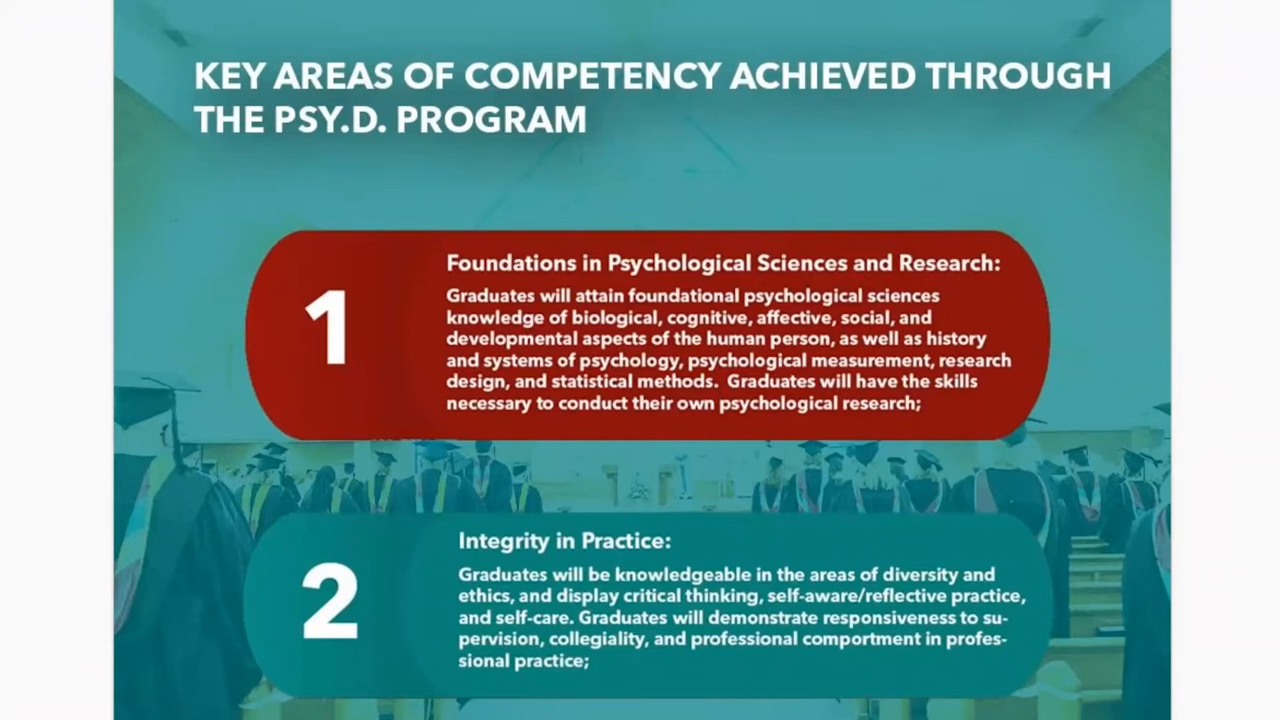 KEY AREAS OF COMPETENCY ACHIEVED THROUGH
THE PSY.D. PROGRAM
1
Foundations in Psychological Sciences and Research:
Graduates will attain foundational psychological sciences
knowledge of biological, cognitive, affective, social, and
developmental aspects of the human person, as well as history
and systems of psychology, psychological measurement, research
design, and statistical methods.  Graduates will have the skills
necessary to conduct their own psychological research;
2
Integrity in Practice:
Graduates will be knowledgeable in the areas of diversity and
ethics, and display critical thinking, self-aware/reflective practice,
and self-care. Graduates will demonstrate responsiveness to su-
pervision, collegiality, and professional comportment in profes-
sional practice;